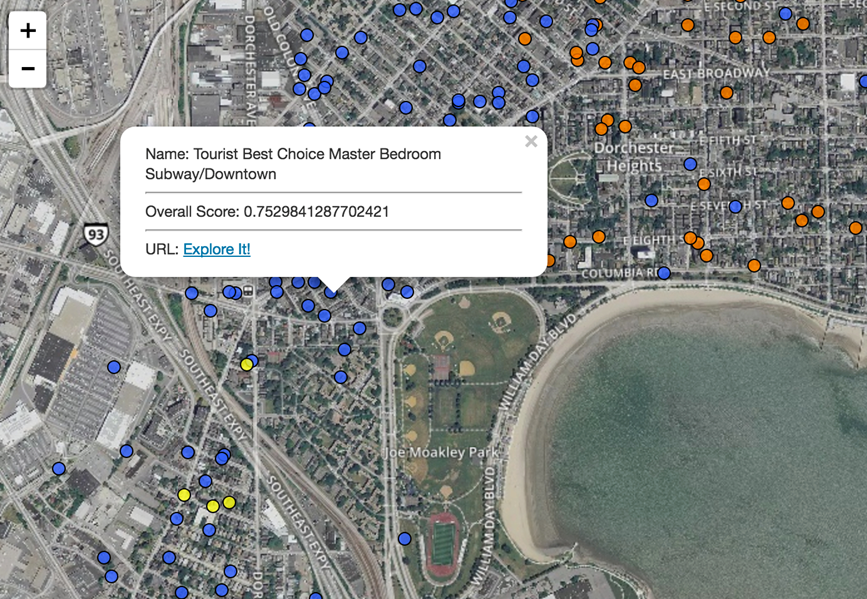 +
−
E SECOND ST
OLD COLONY AVE
DORCHESTER AVE
EAST BROADWAY
×
Name: Tourist Best Choice Master Bedroom
Subway/Downtown
Overall Score: 0.7529841287702421
URL: Explore It!
E FIFTH ST
Dorchester
Heights
E SIXTH ST
E SEVENTH ST
E EIGHTH ST
COLUMBIA RD
93
SOUTHEAST EXPY
SOUTHEAST EXPY
WILLIAM DAY BLVD
Joe Moakley Park
SOUTHEAST EXPY
WILLIAM DAY BLVD
DOR